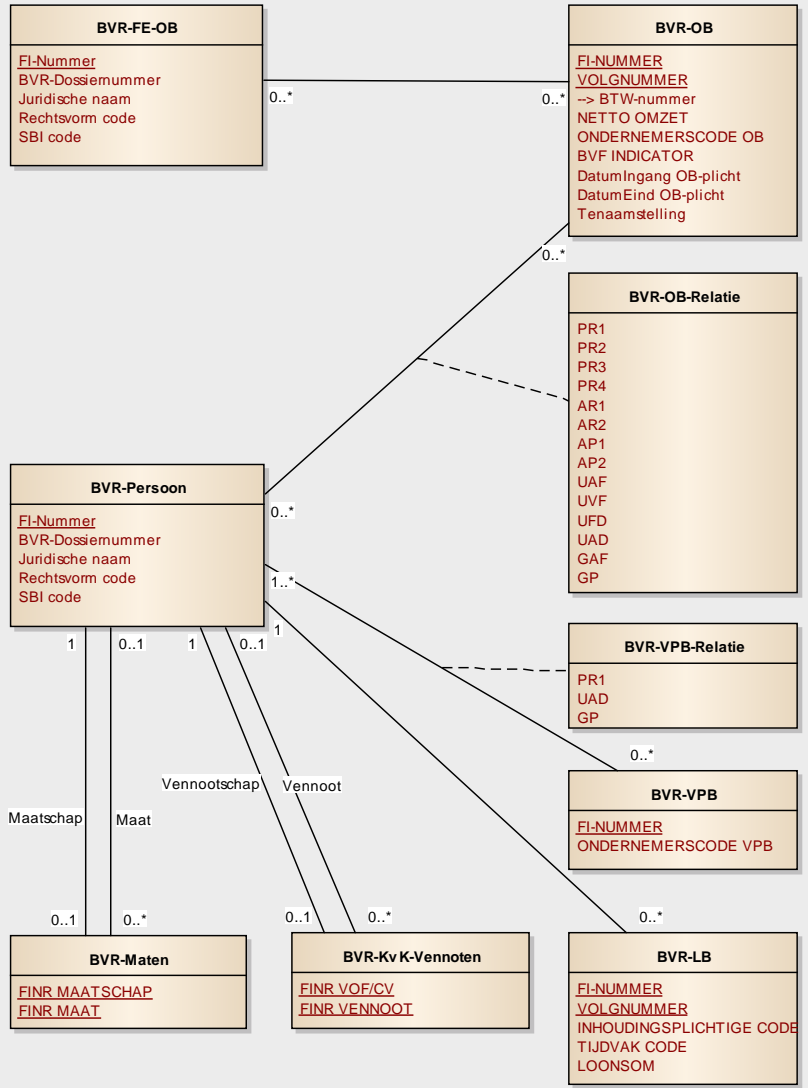 BVR-FE-OB
FI-Nummer
BVR-Dossiernummer
Juridische naam
Rechtsvorm code
SBI code
0..*
0..*
BVR-OB
FI-NUMMER
VOLGNUMMER
--> BTW-nummer
NETTO OMZET
ONDERNEMERSCODE OB
BVF INDICATOR
DatumIngang OB-plicht
DatumEind OB-plicht
Tenaamstelling
0..*
BVR-OB-Relatie
PR1
PR2
PR3
PR4
AR1
AR2
AP1
AP2
UAF
UVF
UFD
UAD
GAF
GP
BVR-Persoon
FI-Nummer
BVR-Dossiernummer
Juridische naam
Rechtsvorm code
SBI code
0..*
1..*
1
1
0..1
1
0..1
BVR-VPB-Relatie
PR1
UAD
GP
0..*
BVR-VPB
FI-NUMMER
ONDERNEMERSCODE VPB
Maatschap
Maat
Vennootschap
Vennoot
0..1
0..*
0..1
0..*
0..*
BVR-Maten
FINR MAATSCHAP
FINR MAAT
BVR-KvK-Vennoten
FINR VOF/CV
FINR VENNOOT
BVR-LB
FI-NUMMER
VOLGNUMMER
INHOUDINGSPLICHTIGE CODE
TIJDVAK CODE
LOONSOM